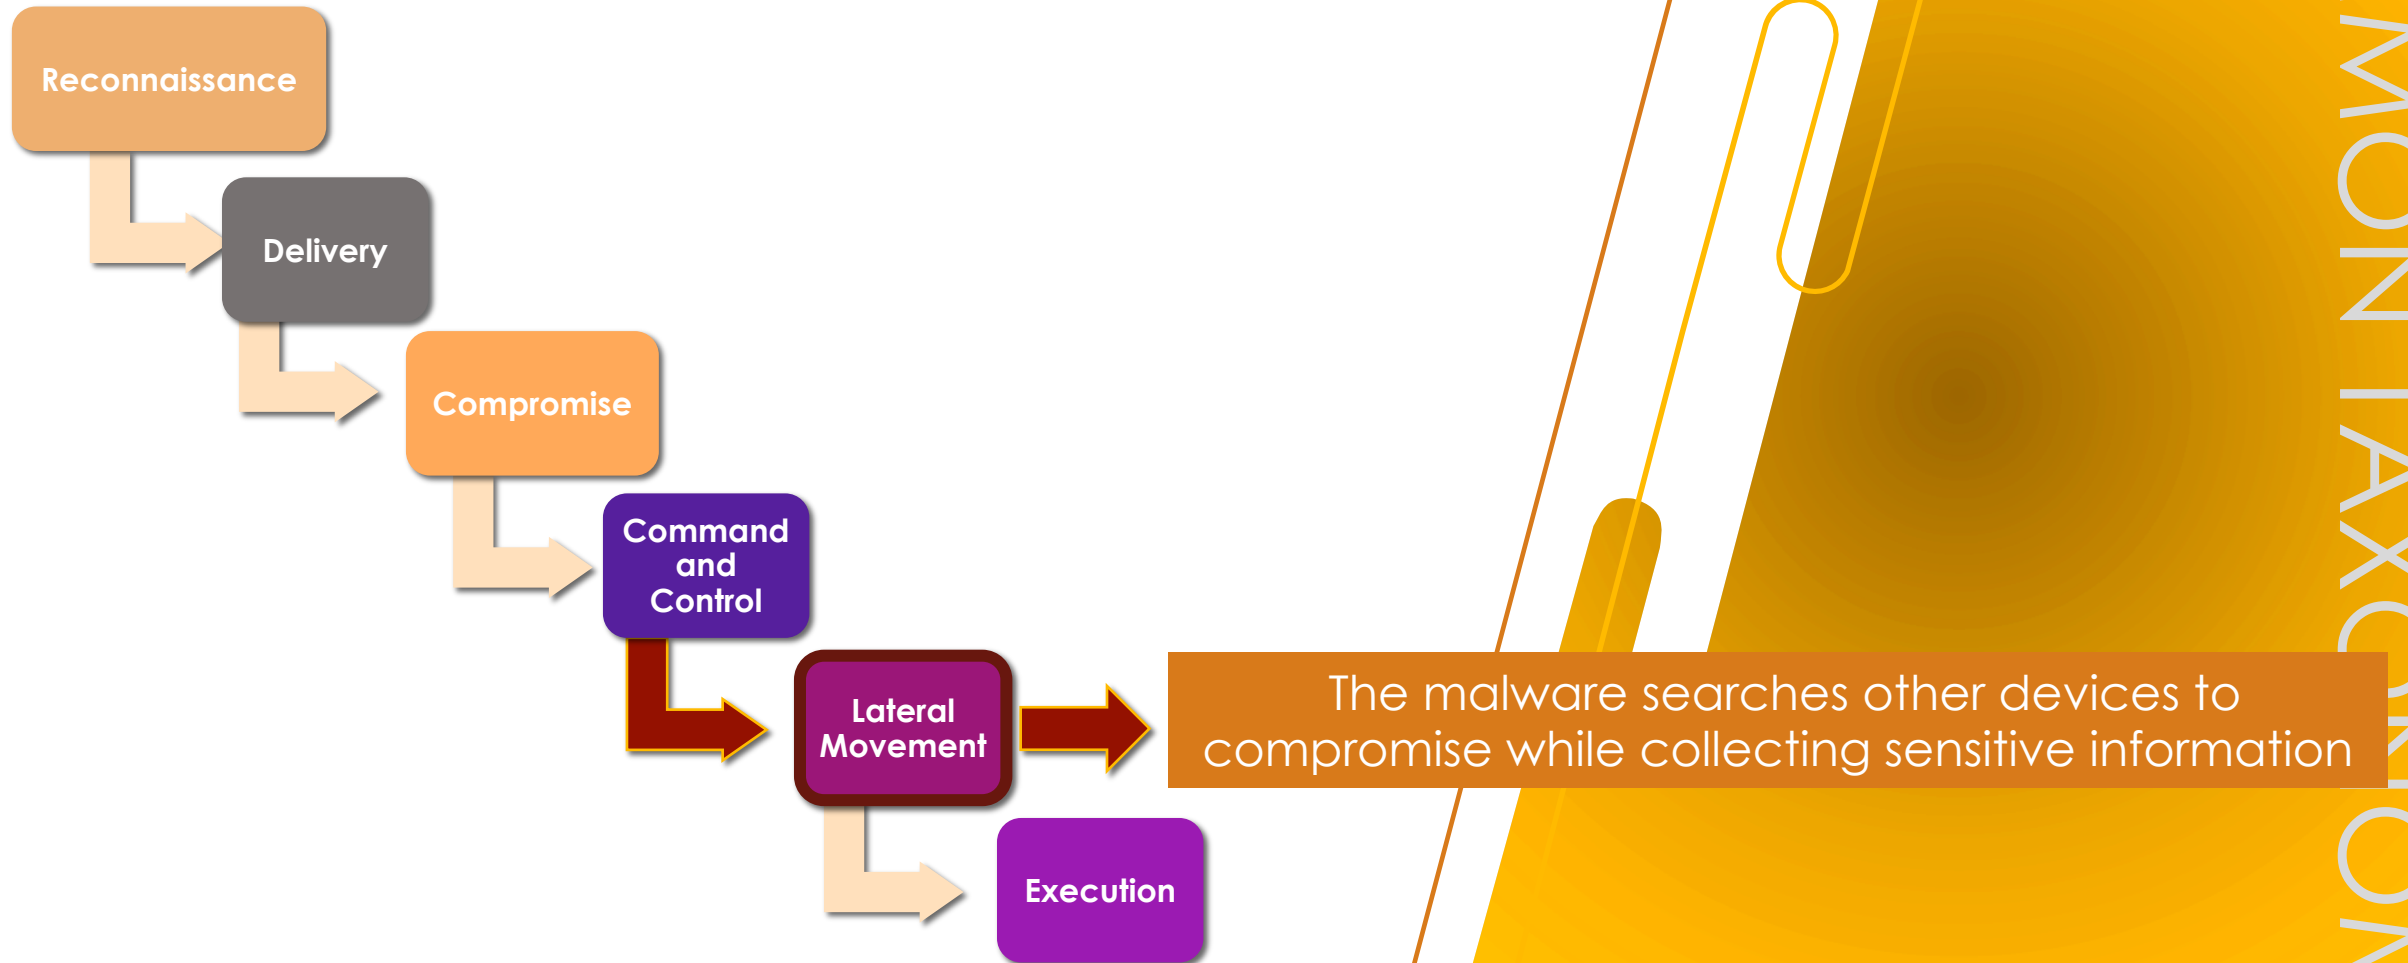 Reconnaissance
Delivery
Compromise
Command
and
Control
Lateral
Movement
The malware searches other devices to
compromise while collecting sensitive information
Execution